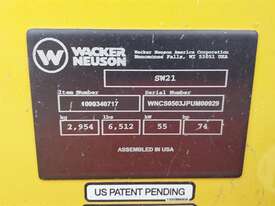 WACKER
NEUSON
Wacker Neuson America Corporation
Menomonee Falls, WI 53051 USA
SW21
Item Number
Serial Number
1000340717
WNCS0503JPUM00929
kg
lbs
kW
hp
2,954
6,512
55
74
ASSEMBLED IN USA
US PATENT PENDING